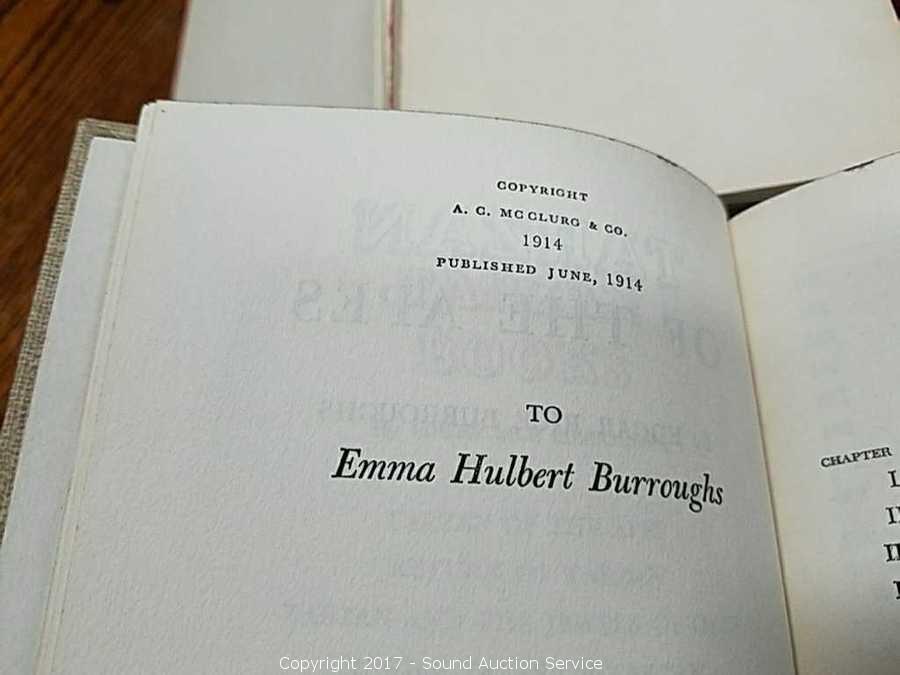 COPYRIGHT
A. C. MCCLURG & CO.
1914
PUBLISHED JUNE, 1914
TO
Emma Hulbert Burroughs
CHAPTER
Copyright 2017 - Sound Auction Service